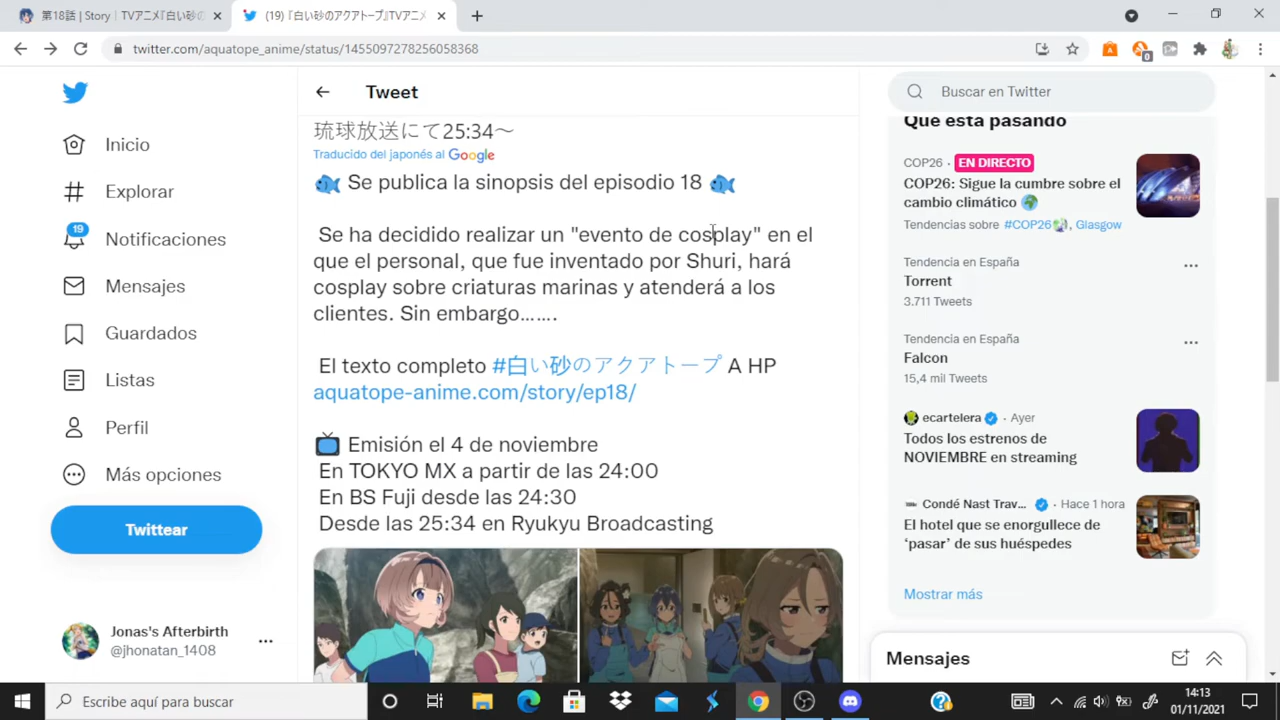 第18話 | Story | TVアニメ『白い砂の
(19) 『白い砂のアクアトープ』TVアニメ
twitter.com/aquatope_anime/status/1455097278256058368
0
Inicio
Explorar
19
Notificaciones
Mensajes
Guardados
Listas
Perfil
Más opciones
Twittear
Jonas's Afterbirth
@jhonatan_1408
Tweet
琉球放送にて25:34～
Traducido del japonés al Google
Se publica la sinopsis del episodio 18
Se ha decidido realizar un "evento de cosplay" en el
que el personal, que fue inventado por Shuri, hará
cosplay sobre criaturas marinas y atenderá a los
clientes. Sin embargo…….
El texto completo #白い砂のアクアトープ A HP
aquatope-anime.com/story/ep18/
Emisión el 4 de noviembre
En TOKYO MX a partir de las 24:00
En BS Fuji desde las 24:30
Desde las 25:34 en Ryukyu Broadcasting
Buscar en Twitter
Qué está pasando
COP26 · EN DIRECTO
COP26: Sigue la cumbre sobre el
cambio climático
Tendencias sobre #COP26, Glasgow
Tendencia en España
Torrent
3.711 Tweets
Tendencia en España
Falcon
15,4 mil Tweets
ecartelera · Ayer
Todos los estrenos de
NOVIEMBRE en streaming
Condé Nast Trav... · Hace 1 hora
El hotel que se enorgullece de
‘pasar’ de sus huéspedes
Mostrar más
Mensajes
Escribe aquí para buscar
14:13
01/11/2021